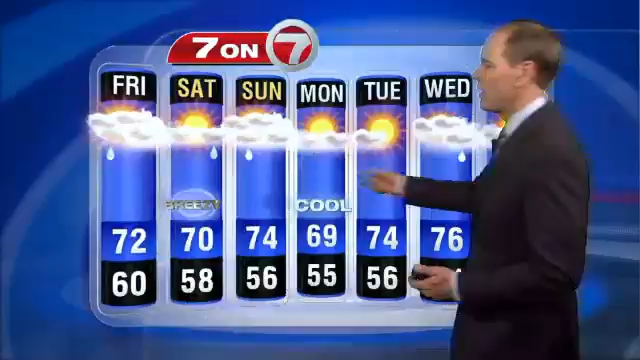 7 ON 7
FRI SAT SUN MON TUE WED
BREEZY COOL
72 70 74 69 74 76
60 58 56 55 56